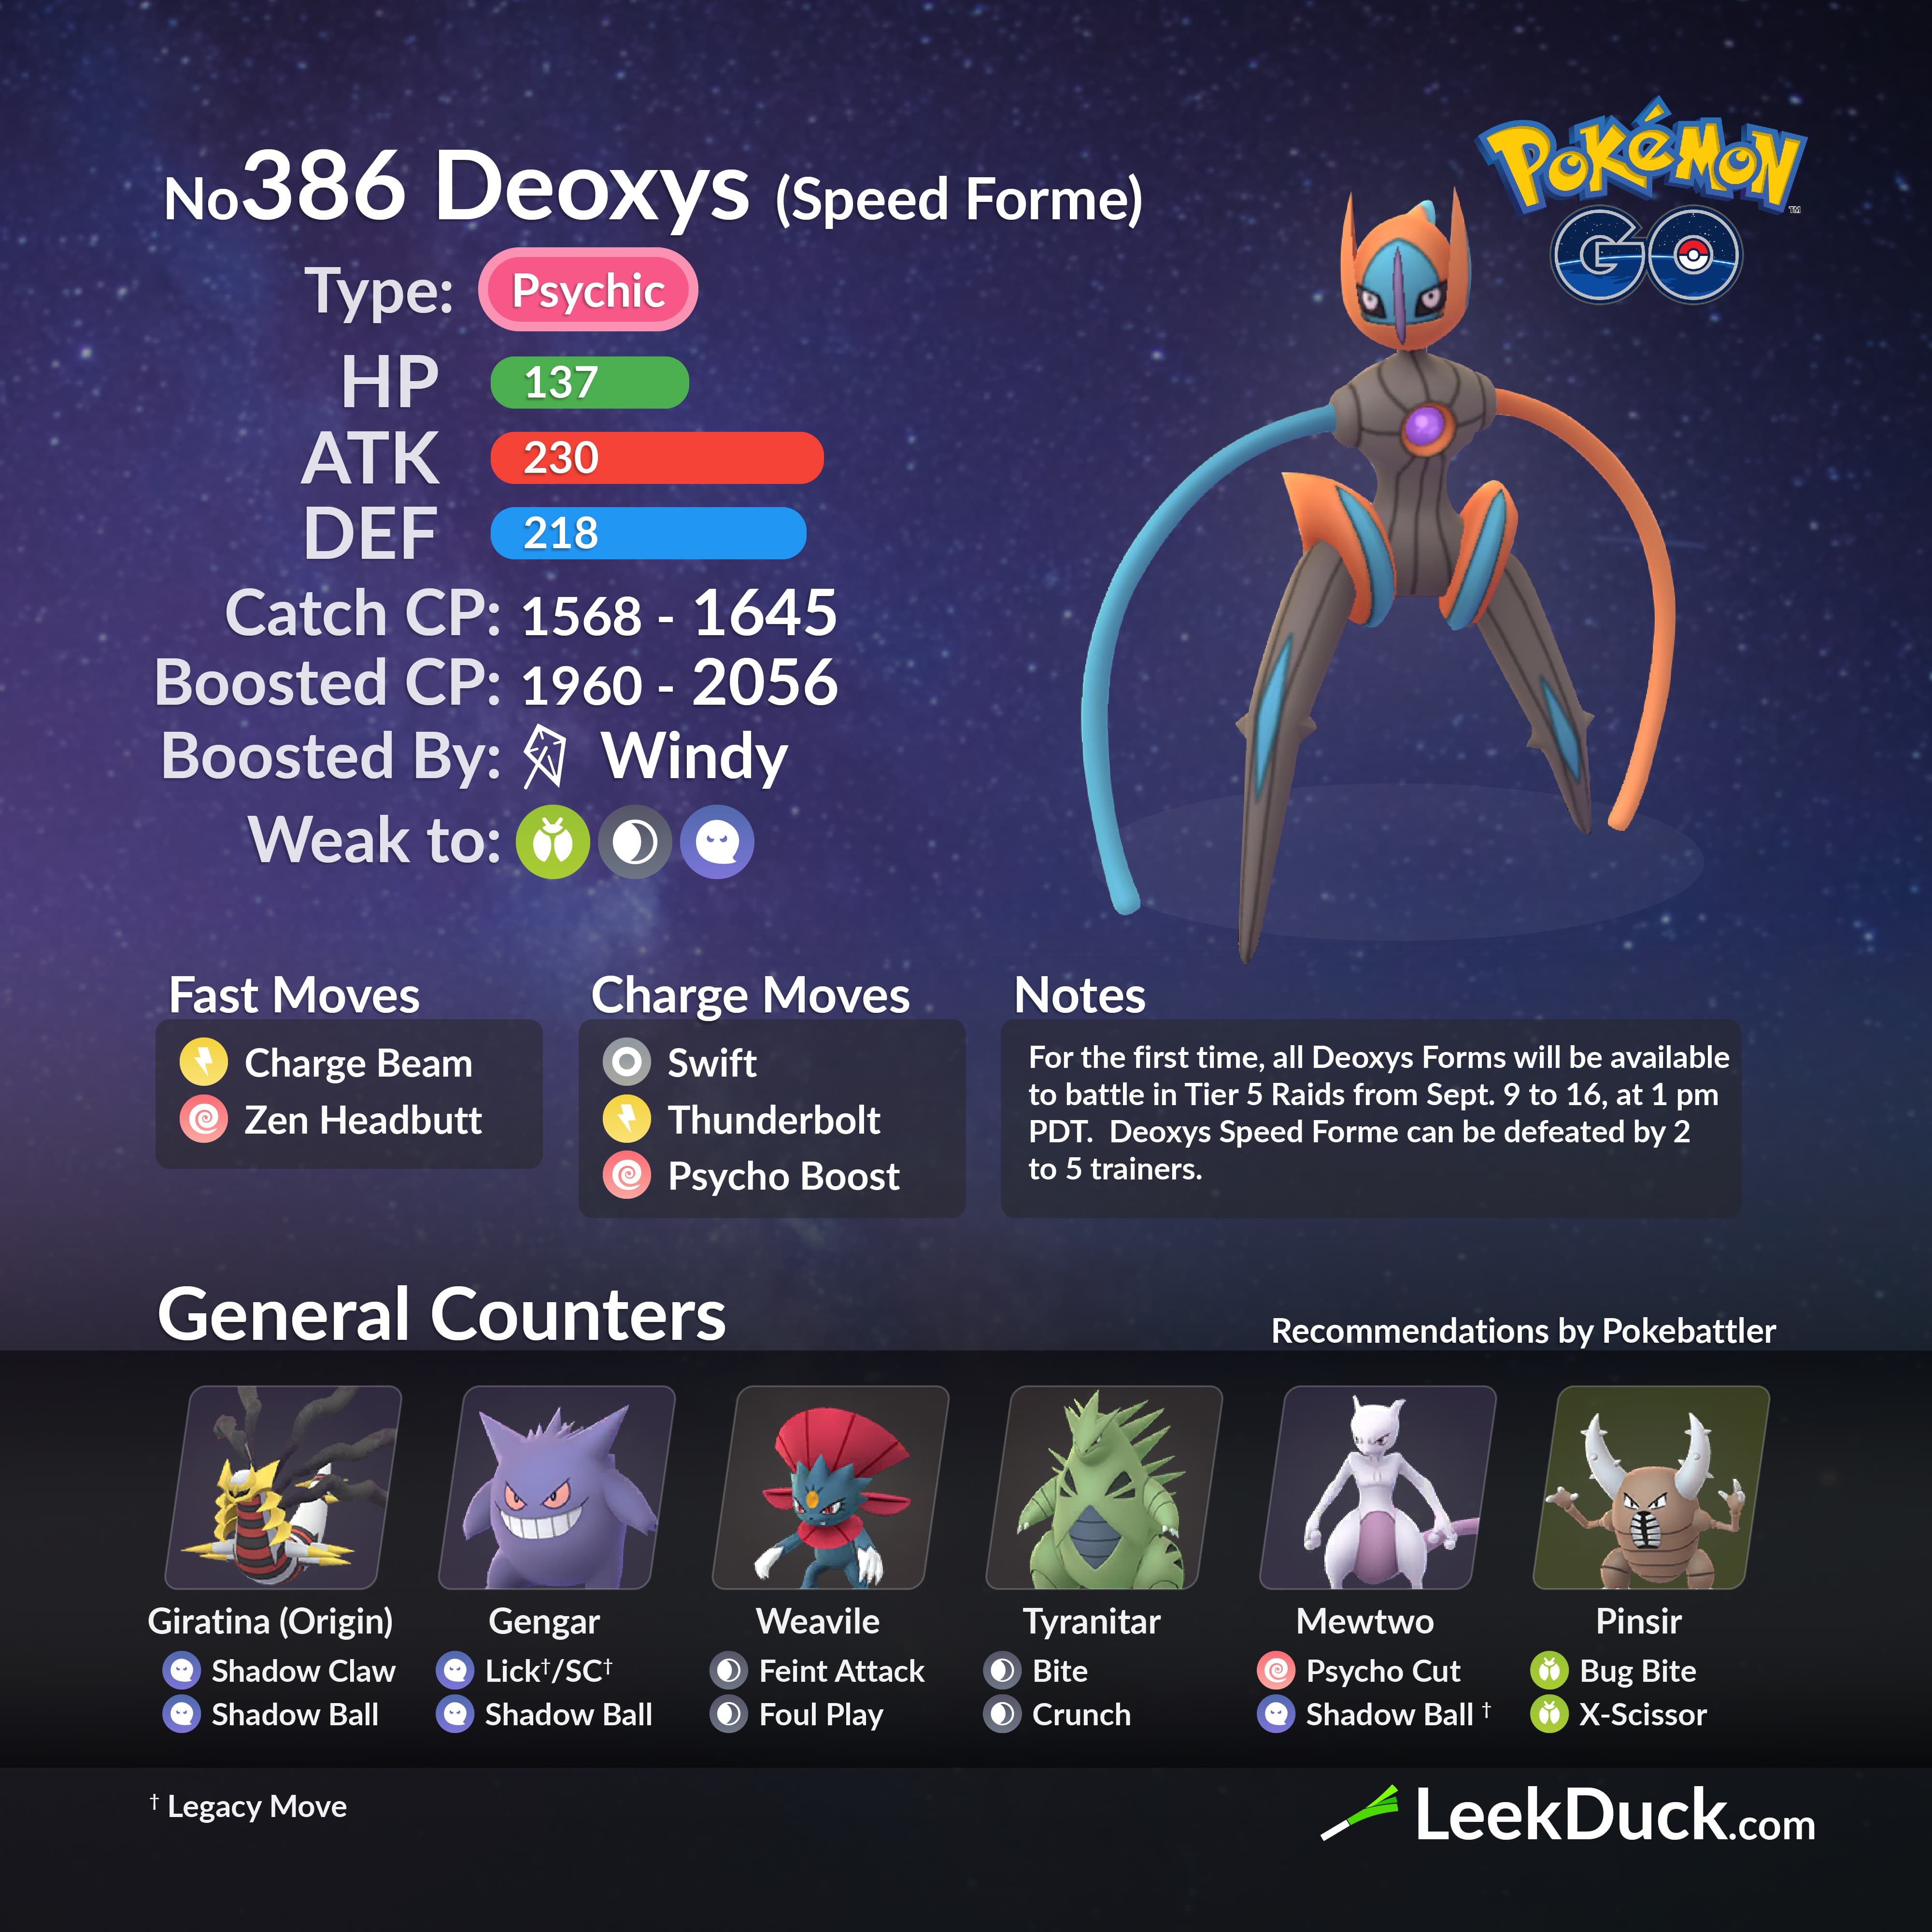 POKéMON
TM
GO
No386 Deoxys (Speed Forme)
Type: Psychic
HP 137
ATK 230
DEF 218
Catch CP: 1568 - 1645
Boosted CP: 1960 - 2056
Boosted By: Windy
Weak to:
Fast Moves
Charge Beam
Zen Headbutt
Charge Moves
Swift
Thunderbolt
Psycho Boost
Notes
For the first time, all Deoxys Forms will be available
to battle in Tier 5 Raids from Sept. 9 to 16, at 1 pm
PDT. Deoxys Speed Forme can be defeated by 2
to 5 trainers.
General Counters
Recommendations by Pokebattler
Giratina (Origin)
Shadow Claw
Shadow Ball
Gengar
Lick†/SC†
Shadow Ball
Weavile
Feint Attack
Foul Play
Tyranitar
Bite
Crunch
Mewtwo
Psycho Cut
Shadow Ball †
Pinsir
Bug Bite
X-Scissor
† Legacy Move
LeekDuck.com